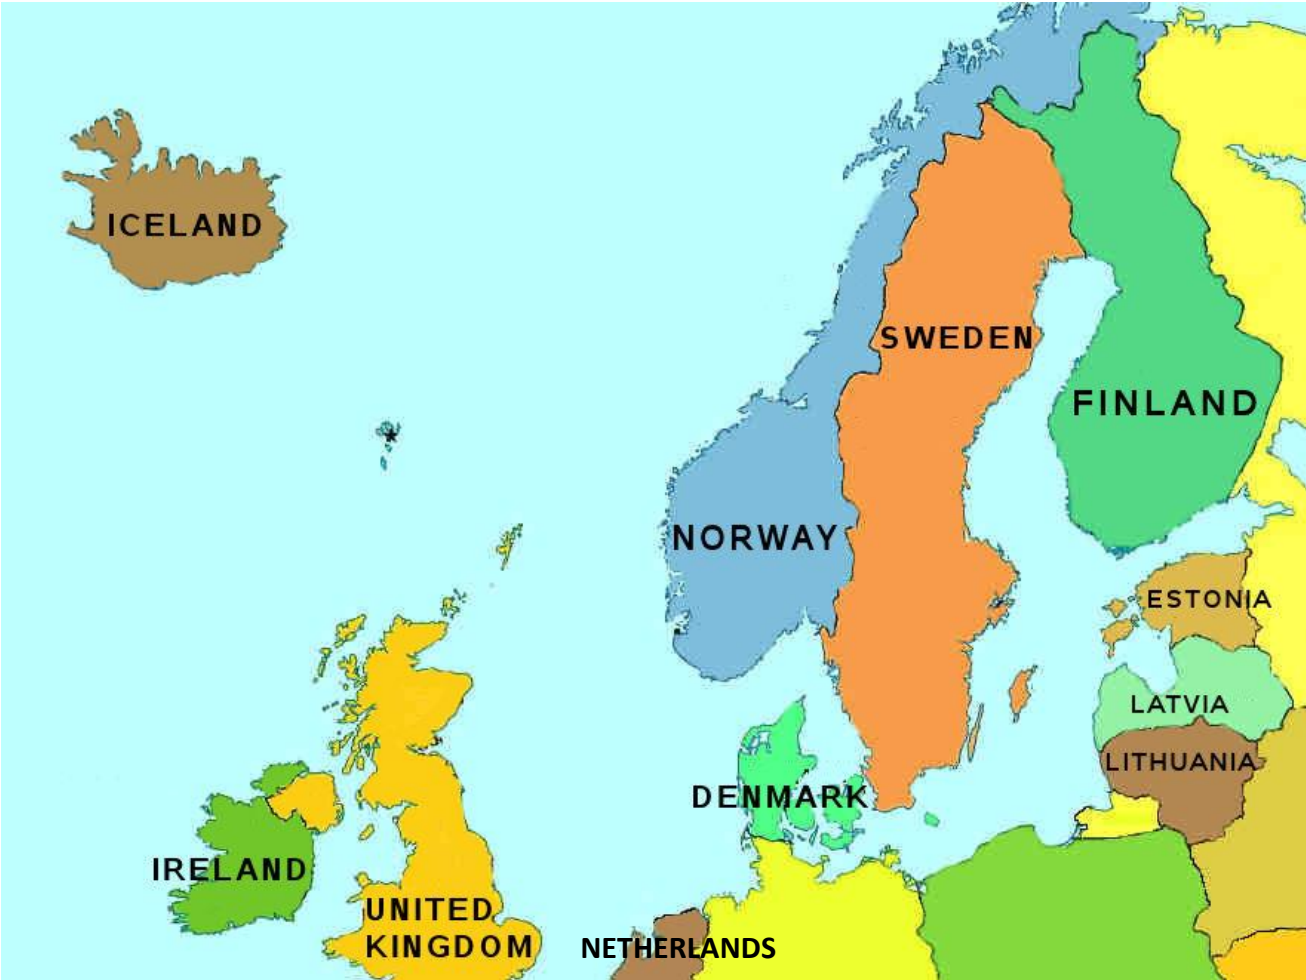 ICELAND
SWEDEN
FINLAND
NORWAY
ESTONIA
LATVIA
LITHUANIA
DENMARK
IRELAND
UNITED
KINGDOM
NETHERLANDS